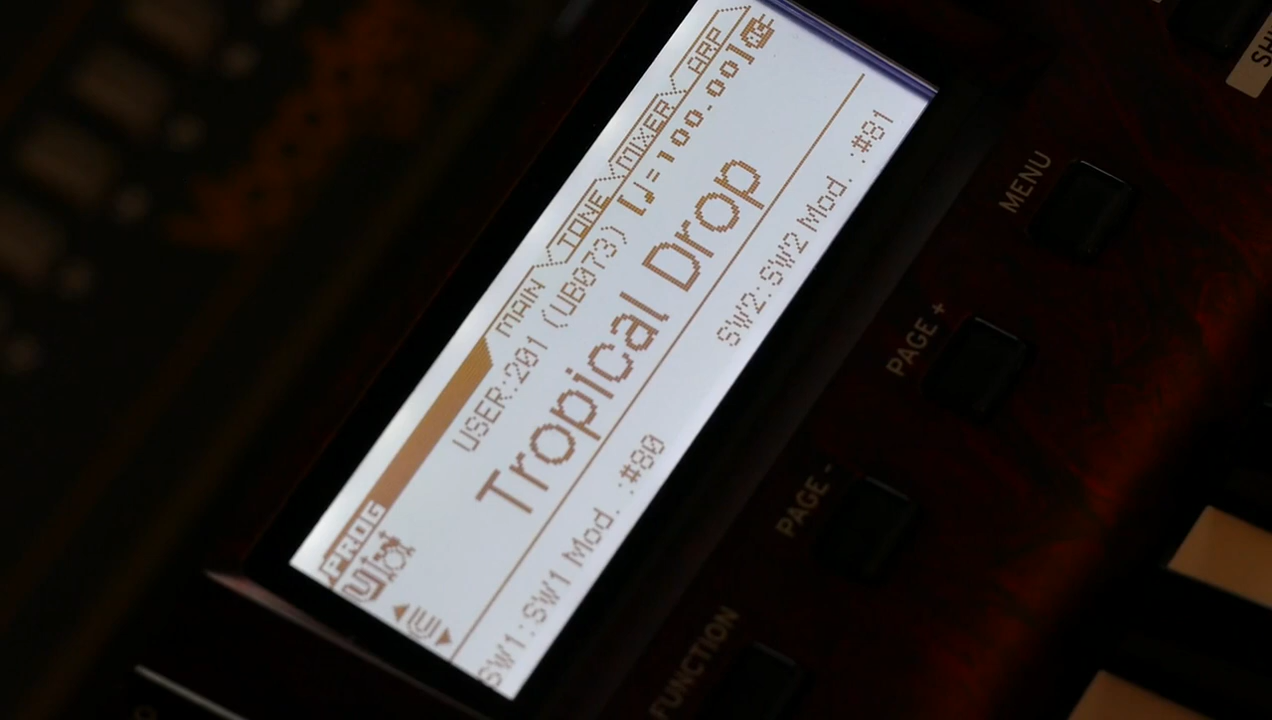 PROG MAIN TONE MIXER ARP
USER:201 (UB073) [♩=100.00]
Tropical Drop
SW1:SW1 Mod. :#80 SW2:SW2 Mod. :#81
MENU
PAGE +
PAGE -
FUNCTION